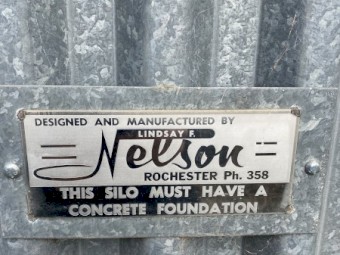 DESIGNED AND MANUFACTURED BY
LINDSAY F.
Nelson
ROCHESTER Ph. 358
THIS SILO MUST HAVE A
CONCRETE FOUNDATION